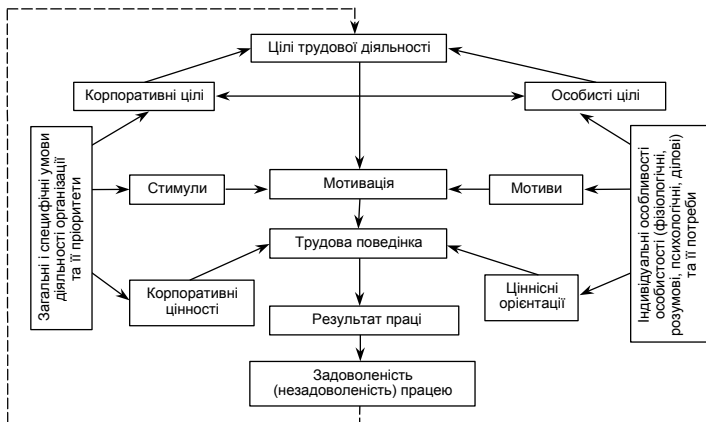 Цілі трудової діяльності
Корпоративні цілі
Особисті цілі
Загальні і специфічні умови
діяльності організації
та її пріоритети
Стимули
Мотивація
Мотиви
Індивідуальні особливості
особистості (фізіологічні,
розумові, психологічні, ділові)
та її потреби
Трудова поведінка
Корпоративні
цінності
Ціннісні
орієнтації
Результат праці
Задоволеність
(незадоволеність) працею